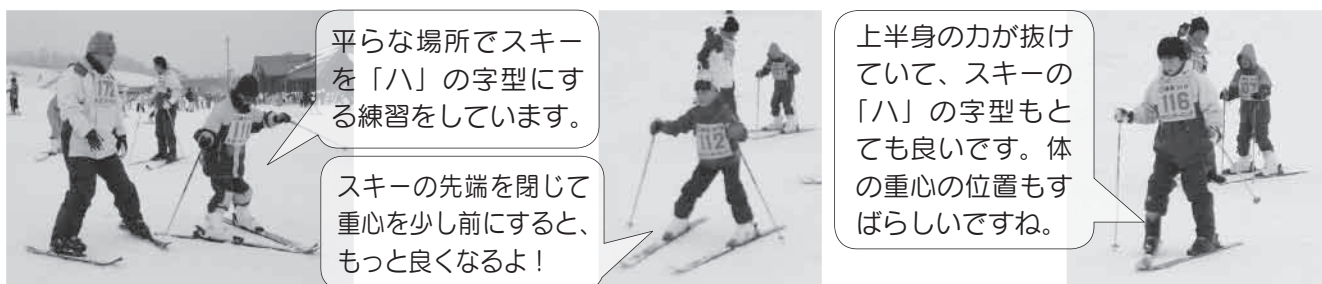 平らな場所でスキー
を「ハ」の字型にす
る練習をしています。
スキーの先端を閉じて
重心を少し前にすると、
もっと良くなるよ！
上半身の力が抜け
ていて、スキーの
「ハ」の字型もと
ても良いです。体
の重心の位置もす
ばらしいですね。
112
116